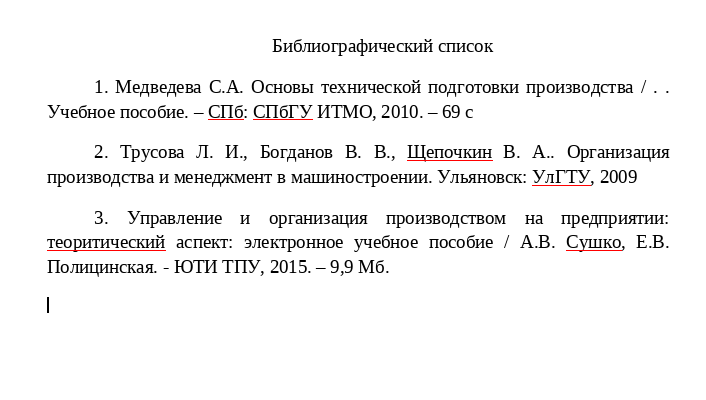 Библиографический список
1. Медведева С.А. Основы технической подготовки производства / . .
Учебное пособие. – СПб: СПбГУ ИТМО, 2010. – 69 с
2. Трусова Л. И., Богданов В. В., Щепочкин В. А.. Организация
производства и менеджмент в машиностроении. Ульяновск: УлГТУ, 2009
3. Управление и организация производством на предприятии:
теоритический аспект: электронное учебное пособие / А.В. Сушко, Е.В.
Полицинская. - ЮТИ ТПУ, 2015. – 9,9 Мб.